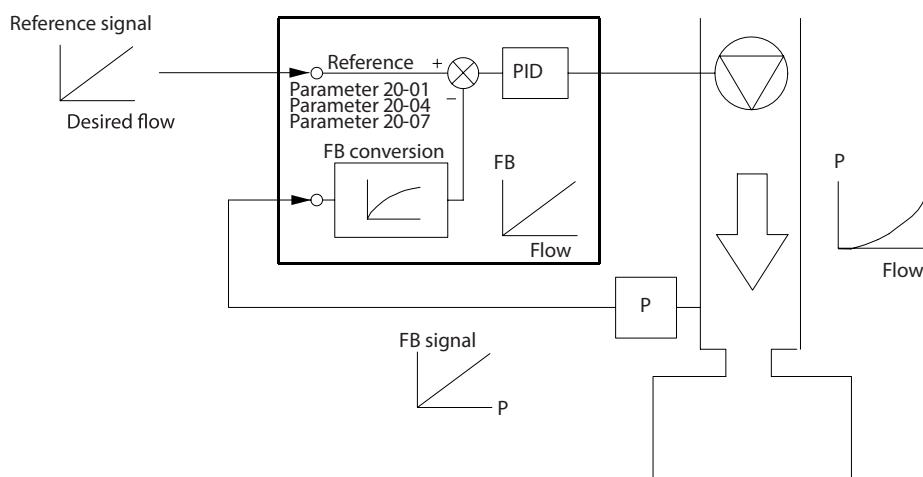 Reference signal
Desired flow
Reference
+
−
Parameter 20-01
Parameter 20-04
Parameter 20-07
FB conversion
PID
FB
Flow
P
Flow
P
FB signal
P